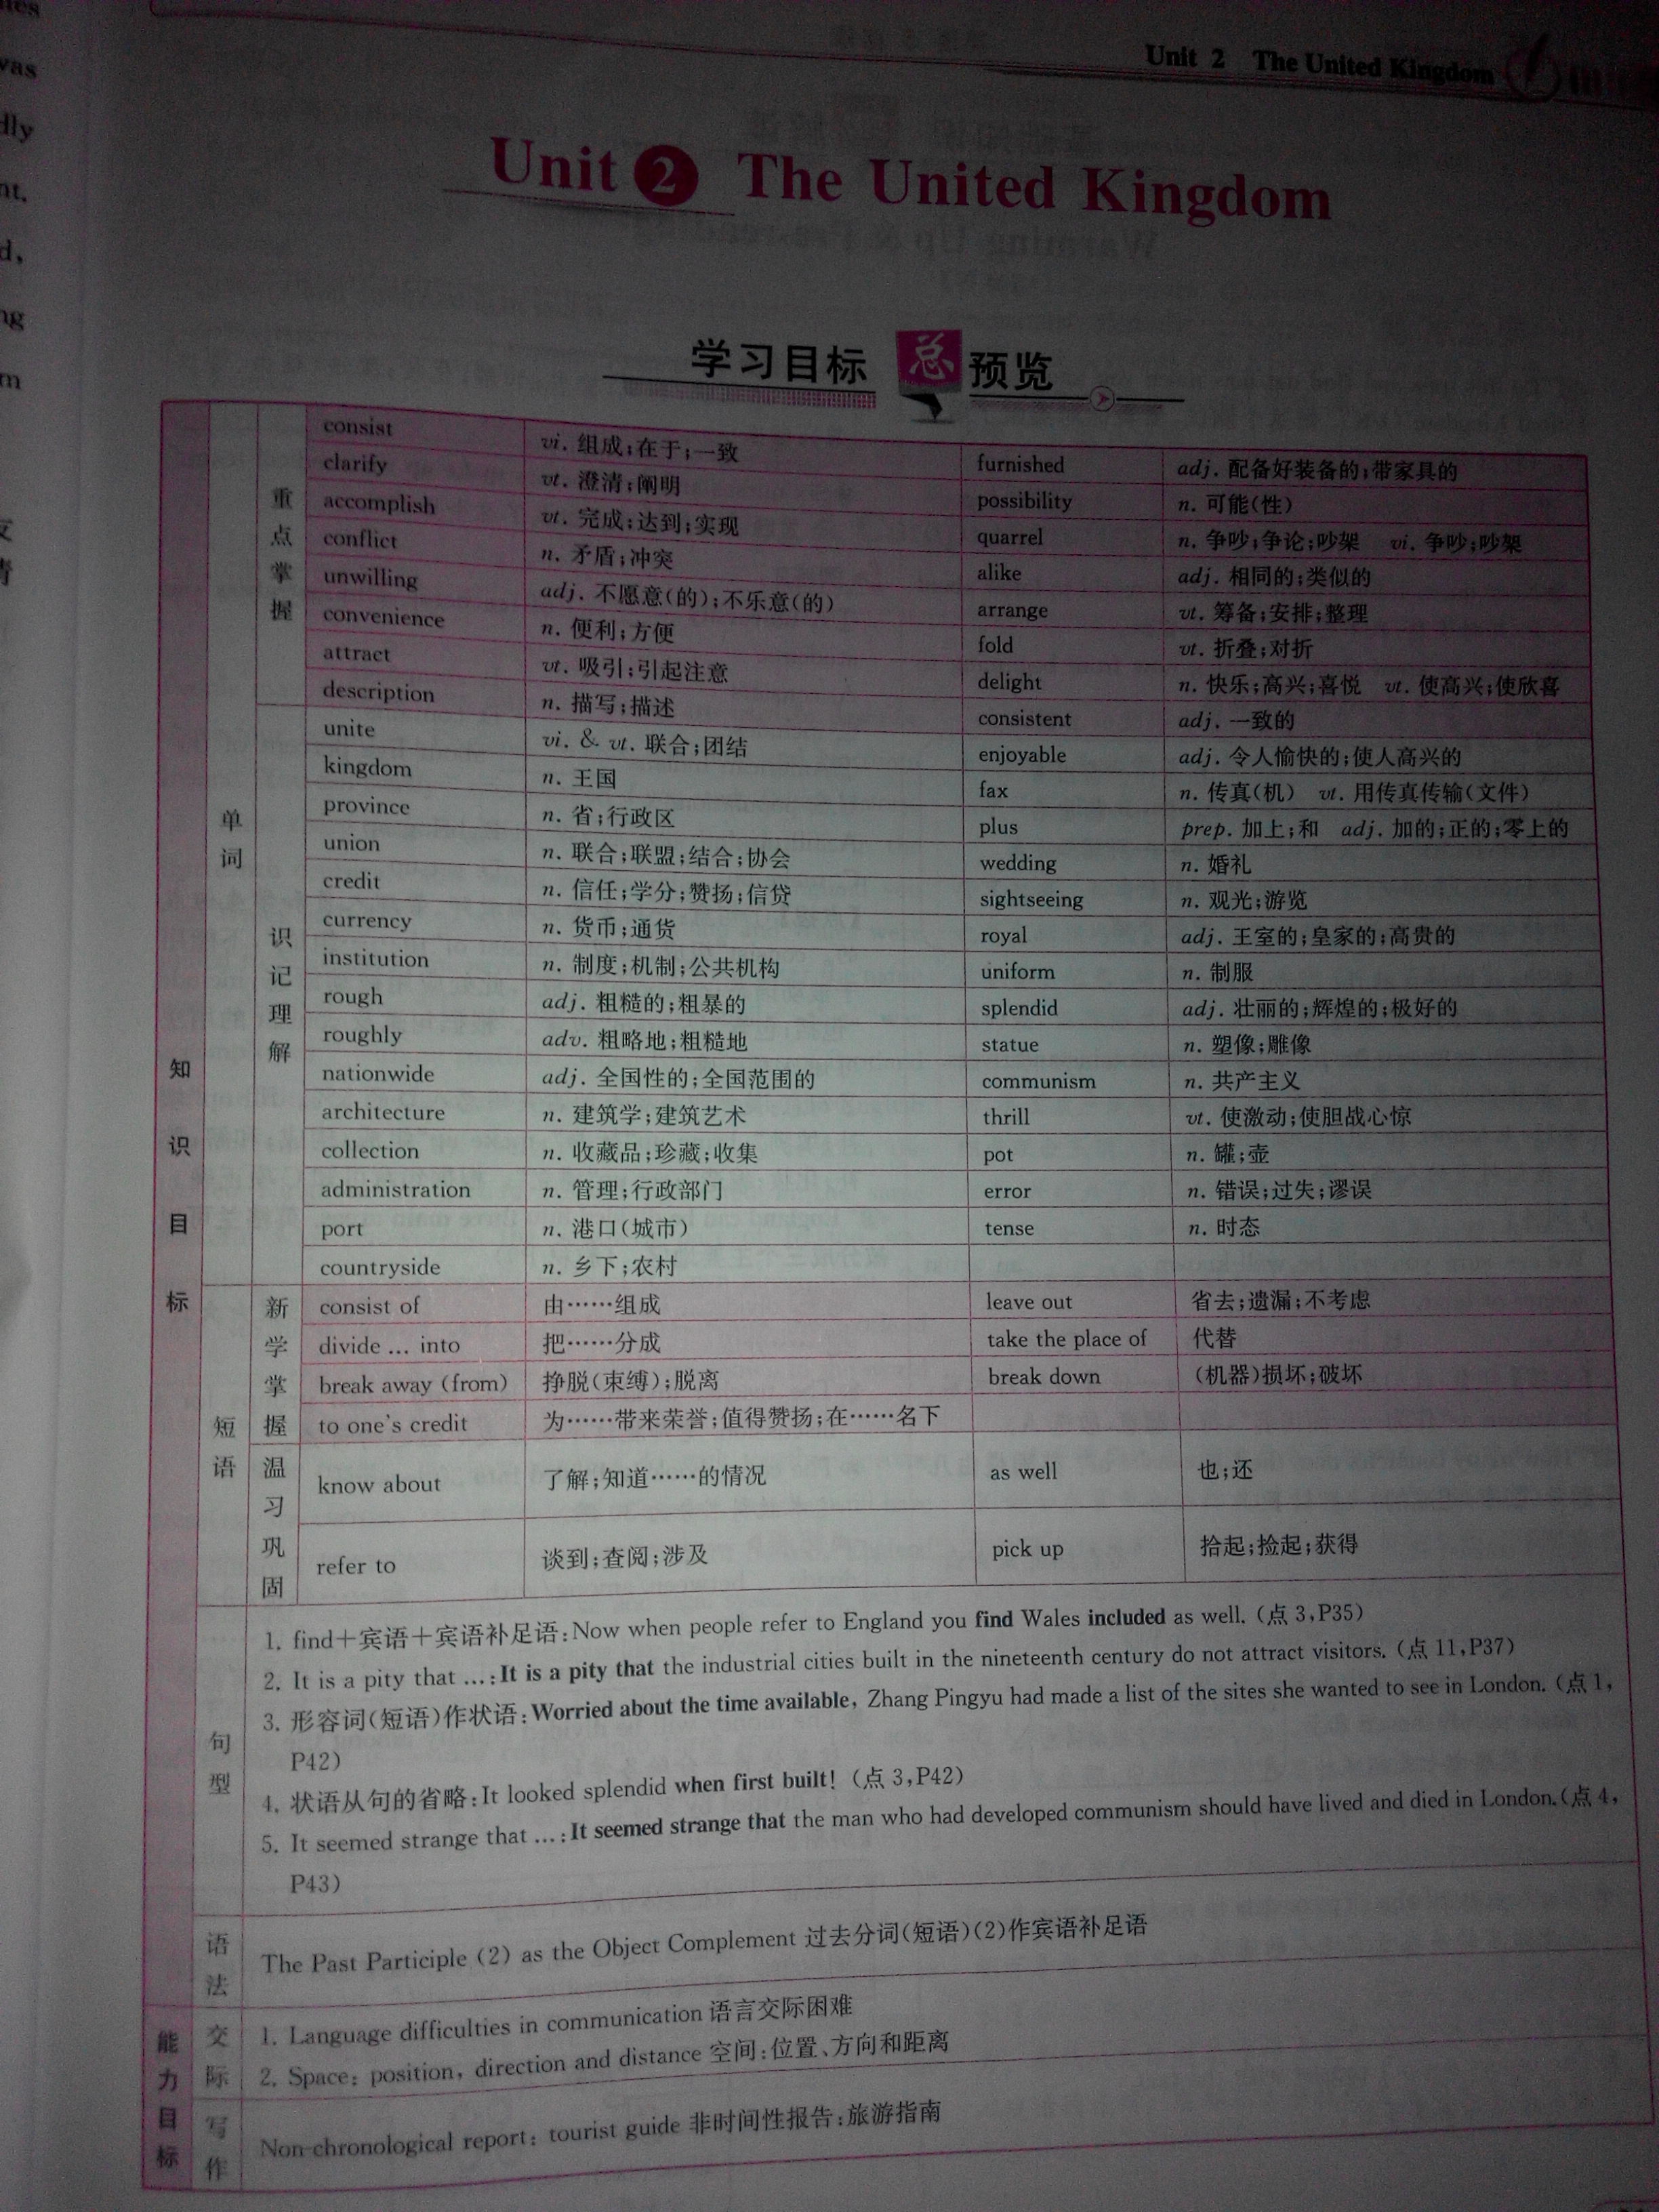 Unit 2 The United Kingdom
Unit 2 The United Kingdom
学习目标 总 预览
知识目标
单词
重点掌握
consist vi. 组成;在于;一致 furnished adj. 配备好装备的;带家具的
clarify vt. 澄清;阐明 possibility n. 可能(性)
accomplish vt. 完成;达到;实现 quarrel n. 争吵;争论;吵架 vi. 争吵;吵架
conflict n. 矛盾;冲突 alike adj. 相同的;类似的
unwilling adj. 不愿意(的);不乐意(的) arrange vt. 筹备;安排;整理
convenience n. 便利;方便 fold vt. 折叠;对折
attract vt. 吸引;引起注意 delight n. 快乐;高兴;喜悦 vt. 使高兴;使欣喜
description n. 描写;描述 consistent adj. 一致的
识记理解
unite vi. & vt. 联合;团结 enjoyable adj. 令人愉快的;使人高兴的
kingdom n. 王国 fax n. 传真(机) vt. 用传真传输(文件)
province n. 省;行政区 plus prep. 加上;和 adj. 加的;正的;零上的
union n. 联合;联盟;结合;协会 wedding n. 婚礼
credit n. 信任;学分;赞扬;信贷 sightseeing n. 观光;游览
currency n. 货币;通货 royal adj. 王室的;皇家的;高贵的
institution n. 制度;机制;公共机构 uniform n. 制服
rough adj. 粗糙的;粗暴的 splendid adj. 壮丽的;辉煌的;极好的
roughly adv. 粗略地;粗糙地 statue n. 塑像;雕像
nationwide adj. 全国性的;全国范围的 communism n. 共产主义
architecture n. 建筑学;建筑艺术 thrill vt. 使激动;使胆战心惊
collection n. 收藏品;珍藏;收集 pot n. 罐;壶
administration n. 管理;行政部门 error n. 错误;过失;谬误
port n. 港口(城市) tense n. 时态
countryside n. 乡下;农村
短语
新学掌握
consist of 由……组成 leave out 省去;遗漏;不考虑
divide ... into 把……分成 take the place of 代替
break away (from) 挣脱(束缚);脱离 break down (机器)损坏;破坏
to one's credit 为……带来荣誉;值得赞扬;在……名下
温习巩固
know about 了解;知道……的情况 as well 也;还
refer to 谈到;查阅;涉及 pick up 拾起;捡起;获得
句型
1. find+宾语+宾语补足语:Now when people refer to England you find Wales included as well. (点 3,P35)
2. It is a pity that ...:It is a pity that the industrial cities built in the nineteenth century do not attract visitors. (点 11,P37)
3. 形容词(短语)作状语:Worried about the time available, Zhang Pingyu had made a list of the sites she wanted to see in London. (点 1,
P42)
4. 状语从句的省略:It looked splendid when first built! (点 3,P42)
5. It seemed strange that ...:It seemed strange that the man who had developed communism should have lived and died in London.(点 4,
P43)
语法
The Past Participle (2) as the Object Complement 过去分词(短语)(2)作宾语补足语
能力目标
交际
1. Language difficulties in communication 语言交际困难
2. Space: position, direction and distance 空间:位置、方向和距离
写作
Non-chronological report: tourist guide 非时间性报告:旅游指南